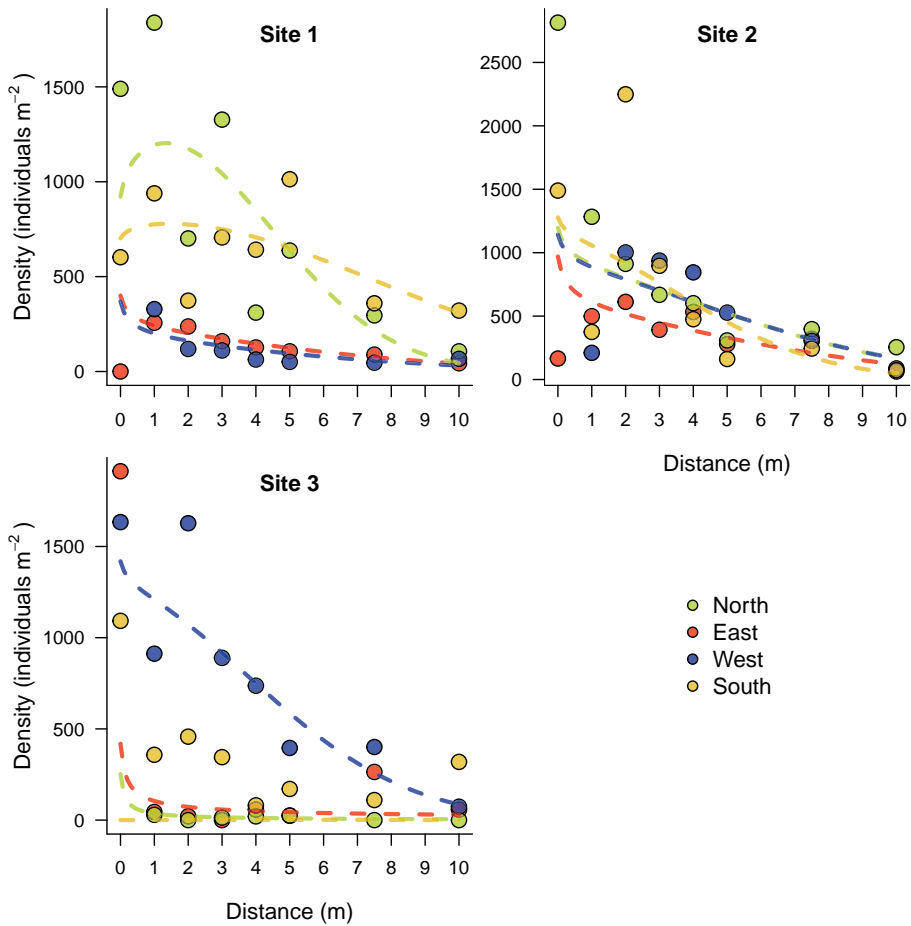 Site 1
Density (individuals m⁻² )
1500
1000
500
0
0 1 2 3 4 5 6 7 8 9 10
Site 2
2500
2000
1500
1000
500
0
0 1 2 3 4 5 6 7 8 9 10
Distance (m)
Site 3
Density (individuals m⁻² )
1500
1000
500
0
0 1 2 3 4 5 6 7 8 9 10
Distance (m)
North
East
West
South